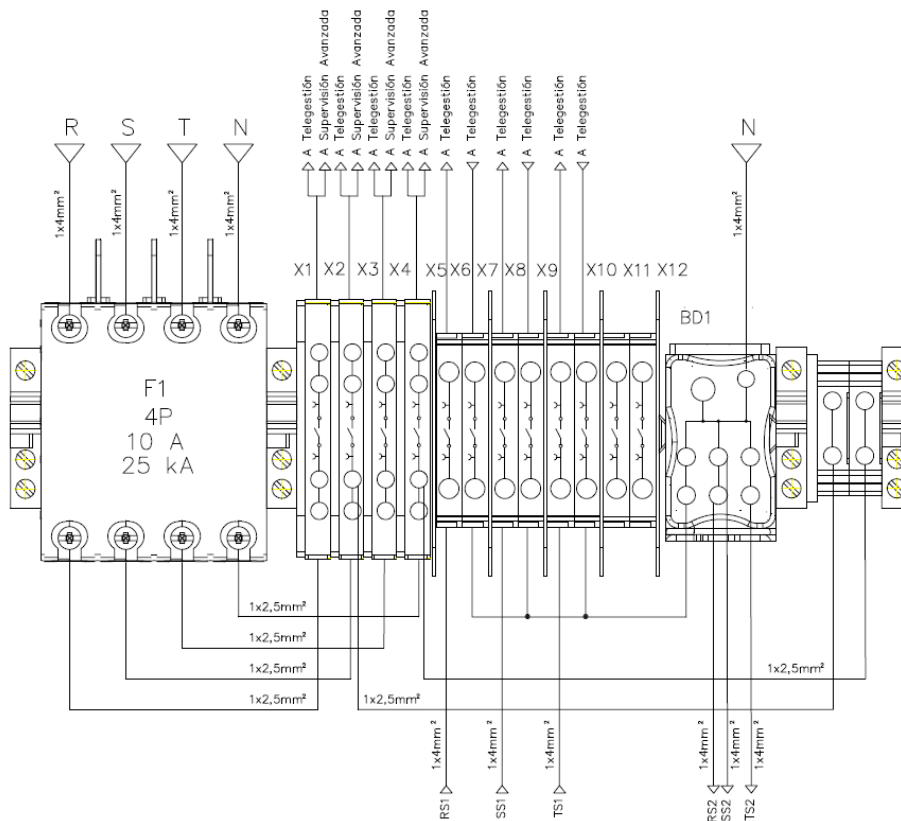 A Telegestión
A Supervisión Avanzada
A Telegestión
A Supervisión Avanzada
A Telegestión
A Supervisión Avanzada
A Telegestión
A Supervisión Avanzada
A Telegestión
A Telegestión
A Telegestión
A Telegestión
A Telegestión
A Telegestión
R S T N
N
1x4mm²
1x4mm²
1x4mm²
1x4mm²
1x4mm²
X1 X2 X3 X4 X5 X6 X7 X8 X9 X10 X11 X12
BD1
F1
4P
10 A
25 kA
1x2,5mm²
1x2,5mm²
1x2,5mm²
1x2,5mm²
1x2,5mm²
1x2,5mm²
1x4mm²
1x4mm²
1x4mm²
1x4mm²
1x4mm²
1x4mm²
RS1
SS1
TS1
RS2
SS2
TS2